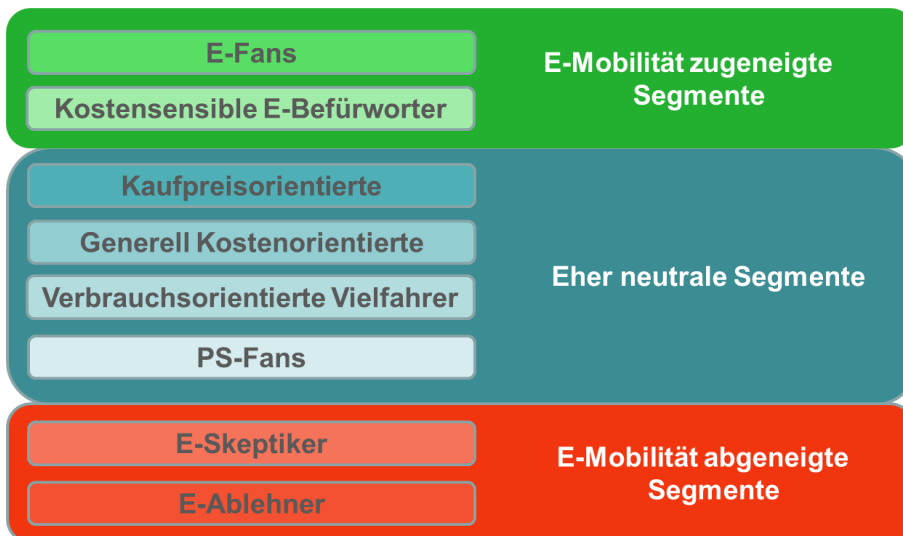 E-Fans
Kostensensible E-Befürworter
E-Mobilität zugeneigte
Segmente
Kaufpreisorientierte
Generell Kostenorientierte
Verbrauchsorientierte Vielfahrer
PS-Fans
Eher neutrale Segmente
E-Skeptiker
E-Ablehner
E-Mobilität abgeneigte
Segmente